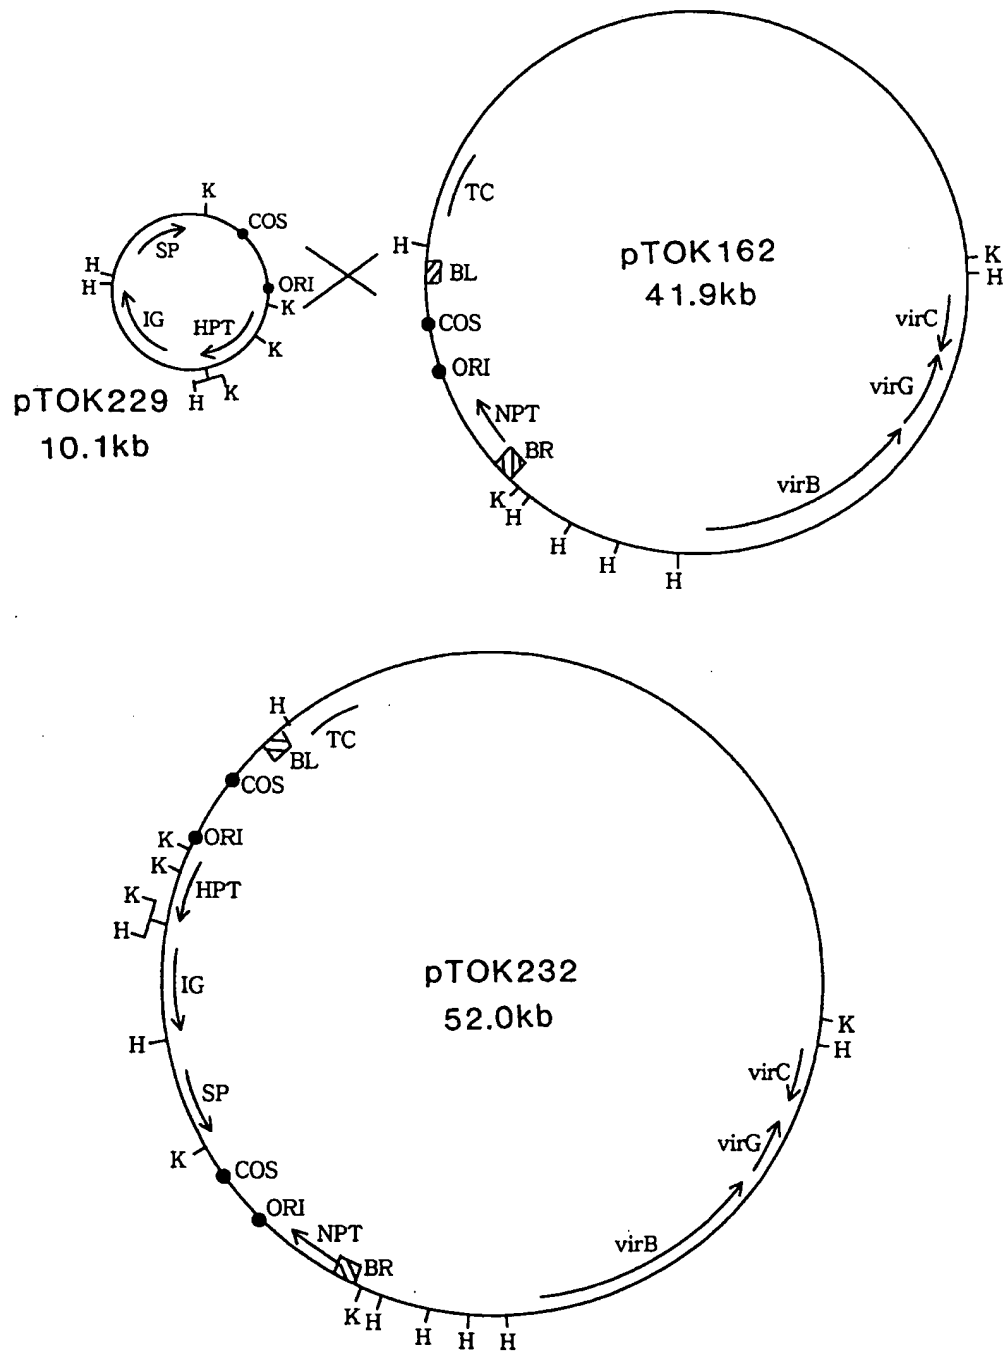 K
COS
SP
H
H
ORI
K
IG
HPT
K
H
K
pTOK229
10.1kb
TC
H
BL
COS
ORI
NPT
BR
K
H
H
H
H
pTOK162
41.9kb
K
H
virC
virG
virB
H
TC
BL
COS
K
ORI
K
HPT
K
H
IG
H
SP
K
COS
ORI
NPT
BR
K
H
H
H
H
pTOK232
52.0kb
K
H
virC
virG
virB